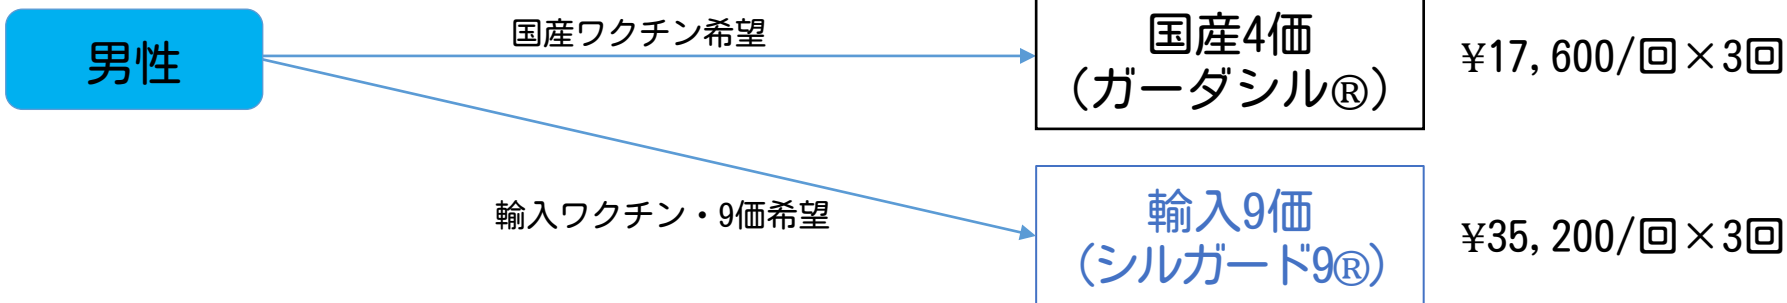 男性
国産ワクチン希望
国産4価
(ガーダシル®)
¥17,600/回×3回
輸入ワクチン・9価希望
輸入9価
(シルガード9®)
¥35,200/回×3回